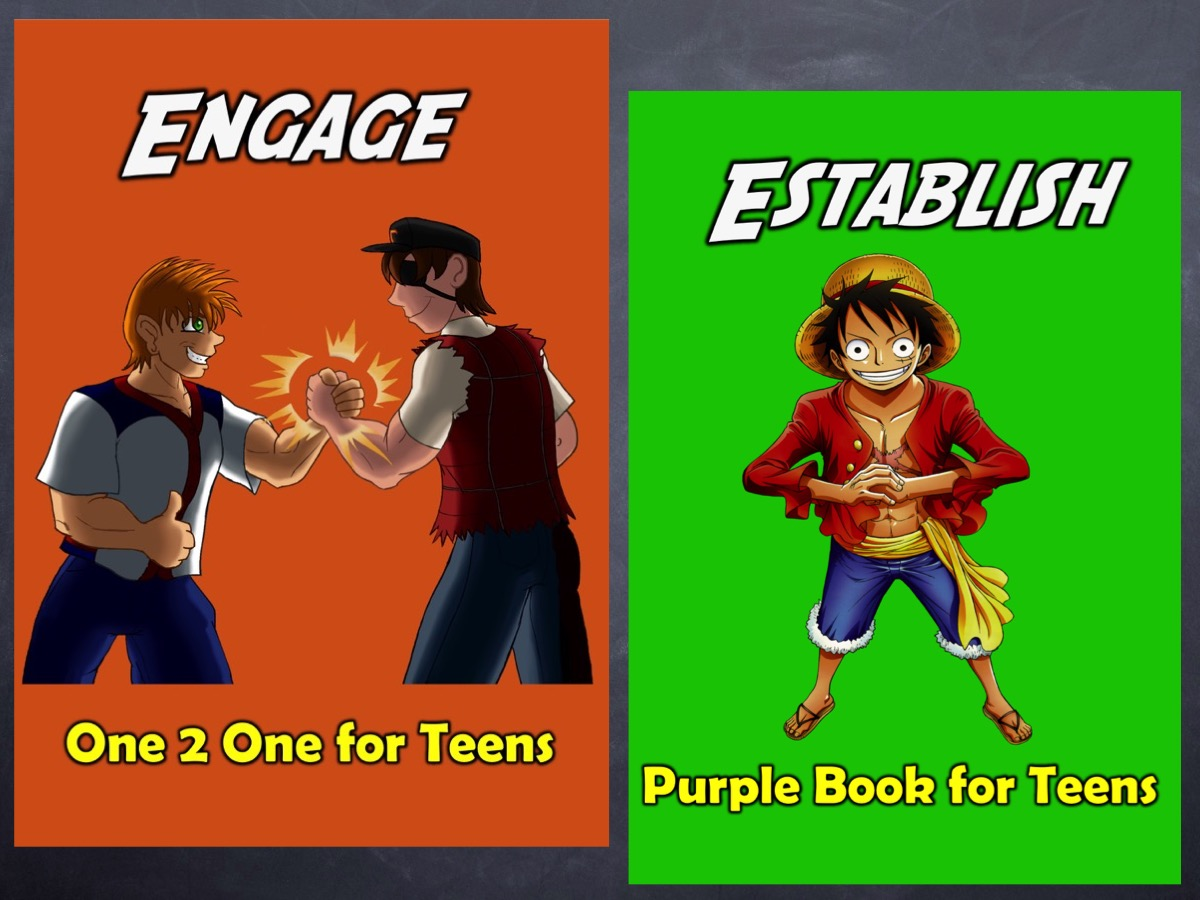 Engage
One 2 One for Teens
Establish
Purple Book for Teens